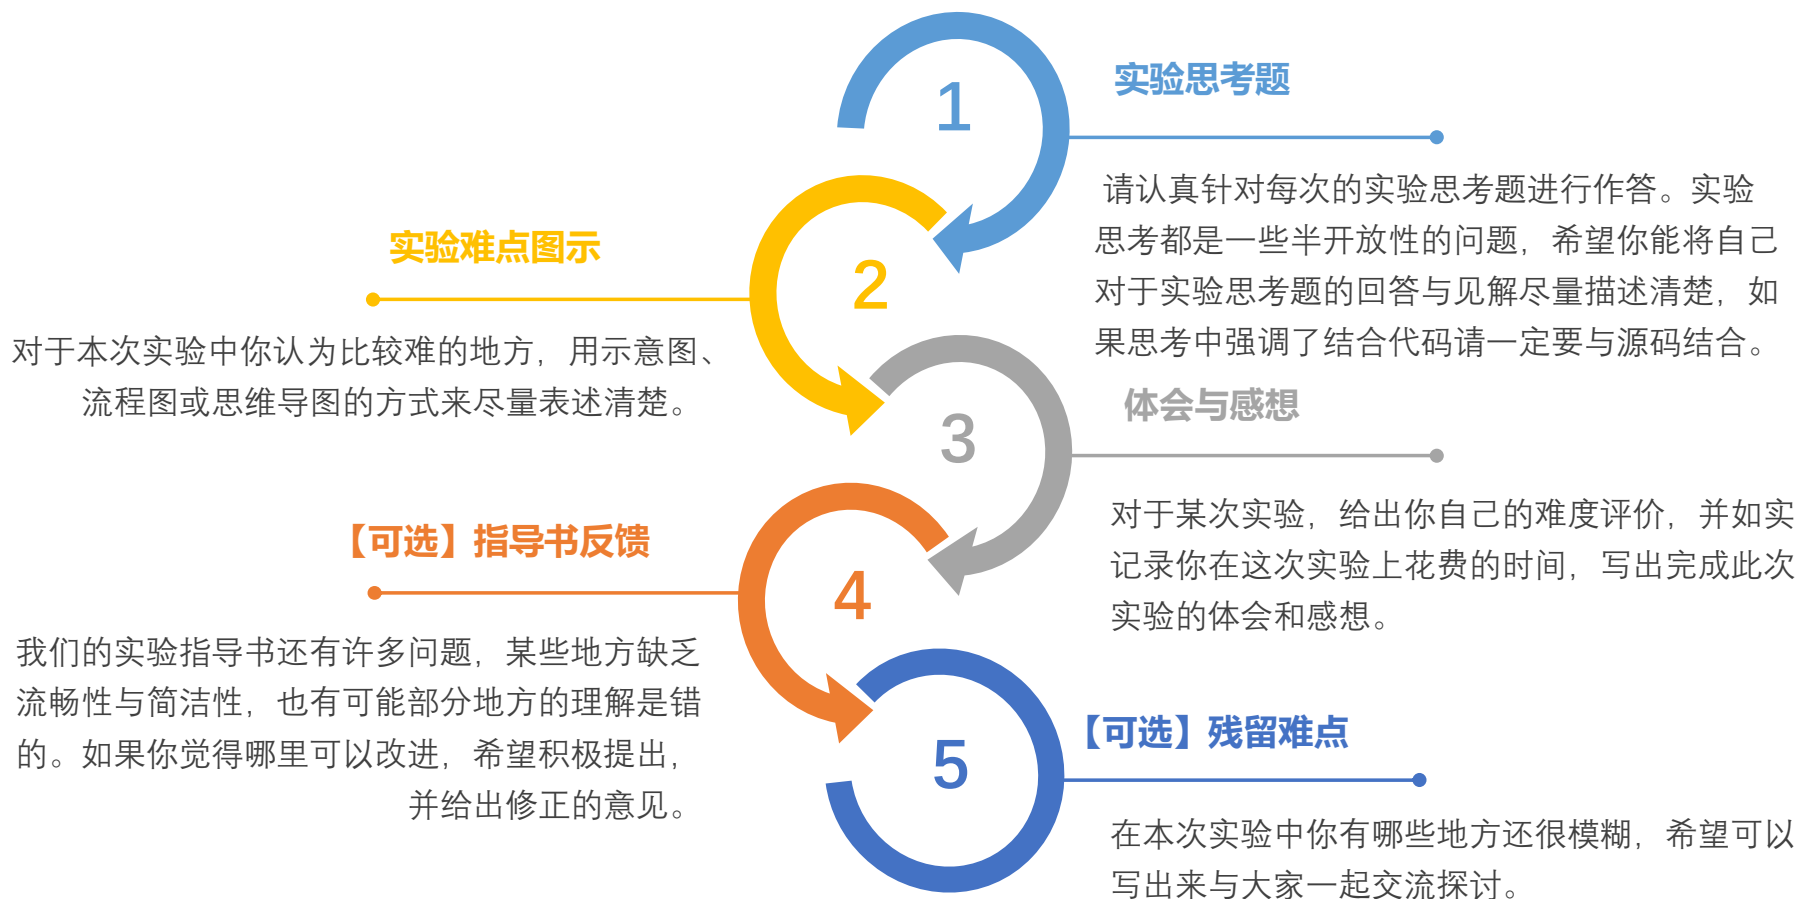 1
实验思考题
请认真针对每次的实验思考题进行作答。实验
思考都是一些半开放性的问题，希望你能将自己
对于实验思考题的回答与见解尽量描述清楚，如
果思考中强调了结合代码请一定要与源码结合。
2
实验难点图示
对于本次实验中你认为比较难的地方，用示意图、
流程图或思维导图的方式来尽量表述清楚。
3
体会与感想
对于某次实验，给出你自己的难度评价，并如实
记录你在这次实验上花费的时间，写出完成此次
实验的体会和感想。
4
【可选】指导书反馈
我们的实验指导书还有许多问题，某些地方缺乏
流畅性与简洁性，也有可能部分地方的理解是错
的。如果你觉得哪里可以改进，希望积极提出，
并给出修正的意见。
5
【可选】残留难点
在本次实验中你有哪些地方还很模糊，希望可以
写出来与大家一起交流探讨。